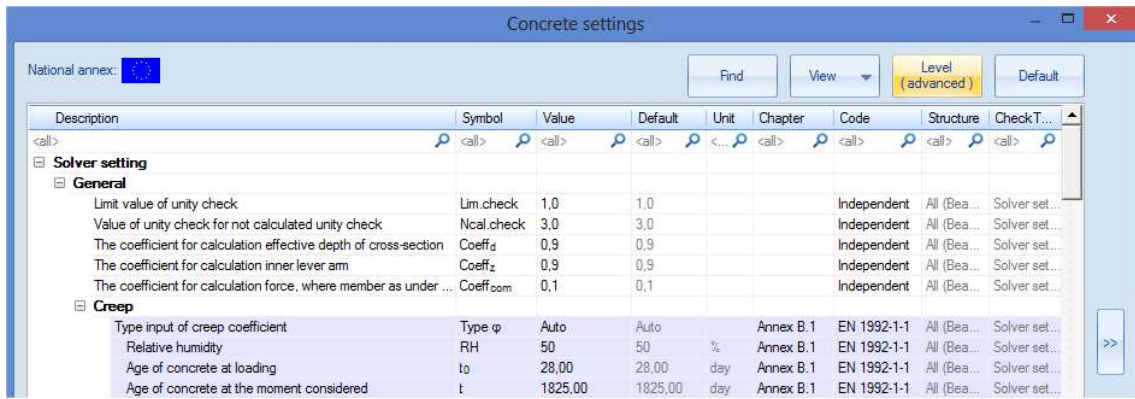 Concrete settings
National annex: Find View Level (advanced) Default
Description Symbol Value Default Unit Chapter Code Structure CheckT...
<all> <all> <all> <all> <... <all> <all> <all> <all>
Solver setting
General
Limit value of unity check Lim.check 1,0 1,0 Independent All (Bea... Solver set...
Value of unity check for not calculated unity check Ncal.check 3,0 3,0 Independent All (Bea... Solver set...
The coefficient for calculation effective depth of cross-section Coeffd 0,9 0,9 Independent All (Bea... Solver set...
The coefficient for calculation inner lever arm Coeffz 0,9 0,9 Independent All (Bea... Solver set...
The coefficient for calculation force, where member as under ... Coeffcom 0,1 0,1 Independent All (Bea... Solver set...
Creep
Type input of creep coefficient Type φ Auto Auto Annex B.1 EN 1992-1-1 All (Bea... Solver set...
Relative humidity RH 50 50 % Annex B.1 EN 1992-1-1 All (Bea... Solver set...
Age of concrete at loading t0 28,00 28,00 day Annex B.1 EN 1992-1-1 All (Bea... Solver set...
Age of concrete at the moment considered t 1825,00 1825,00 day Annex B.1 EN 1992-1-1 All (Bea... Solver set...
>>